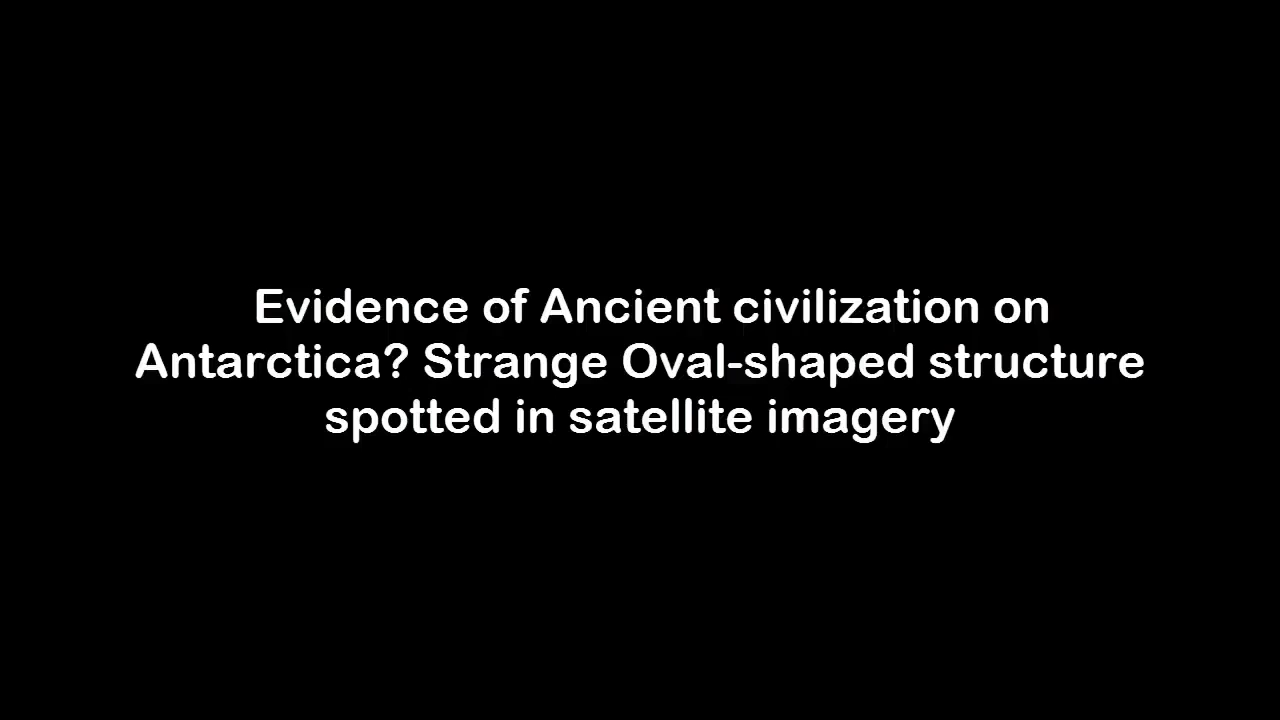 Evidence of Ancient civilization on
Antarctica? Strange Oval-shaped structure
spotted in satellite imagery